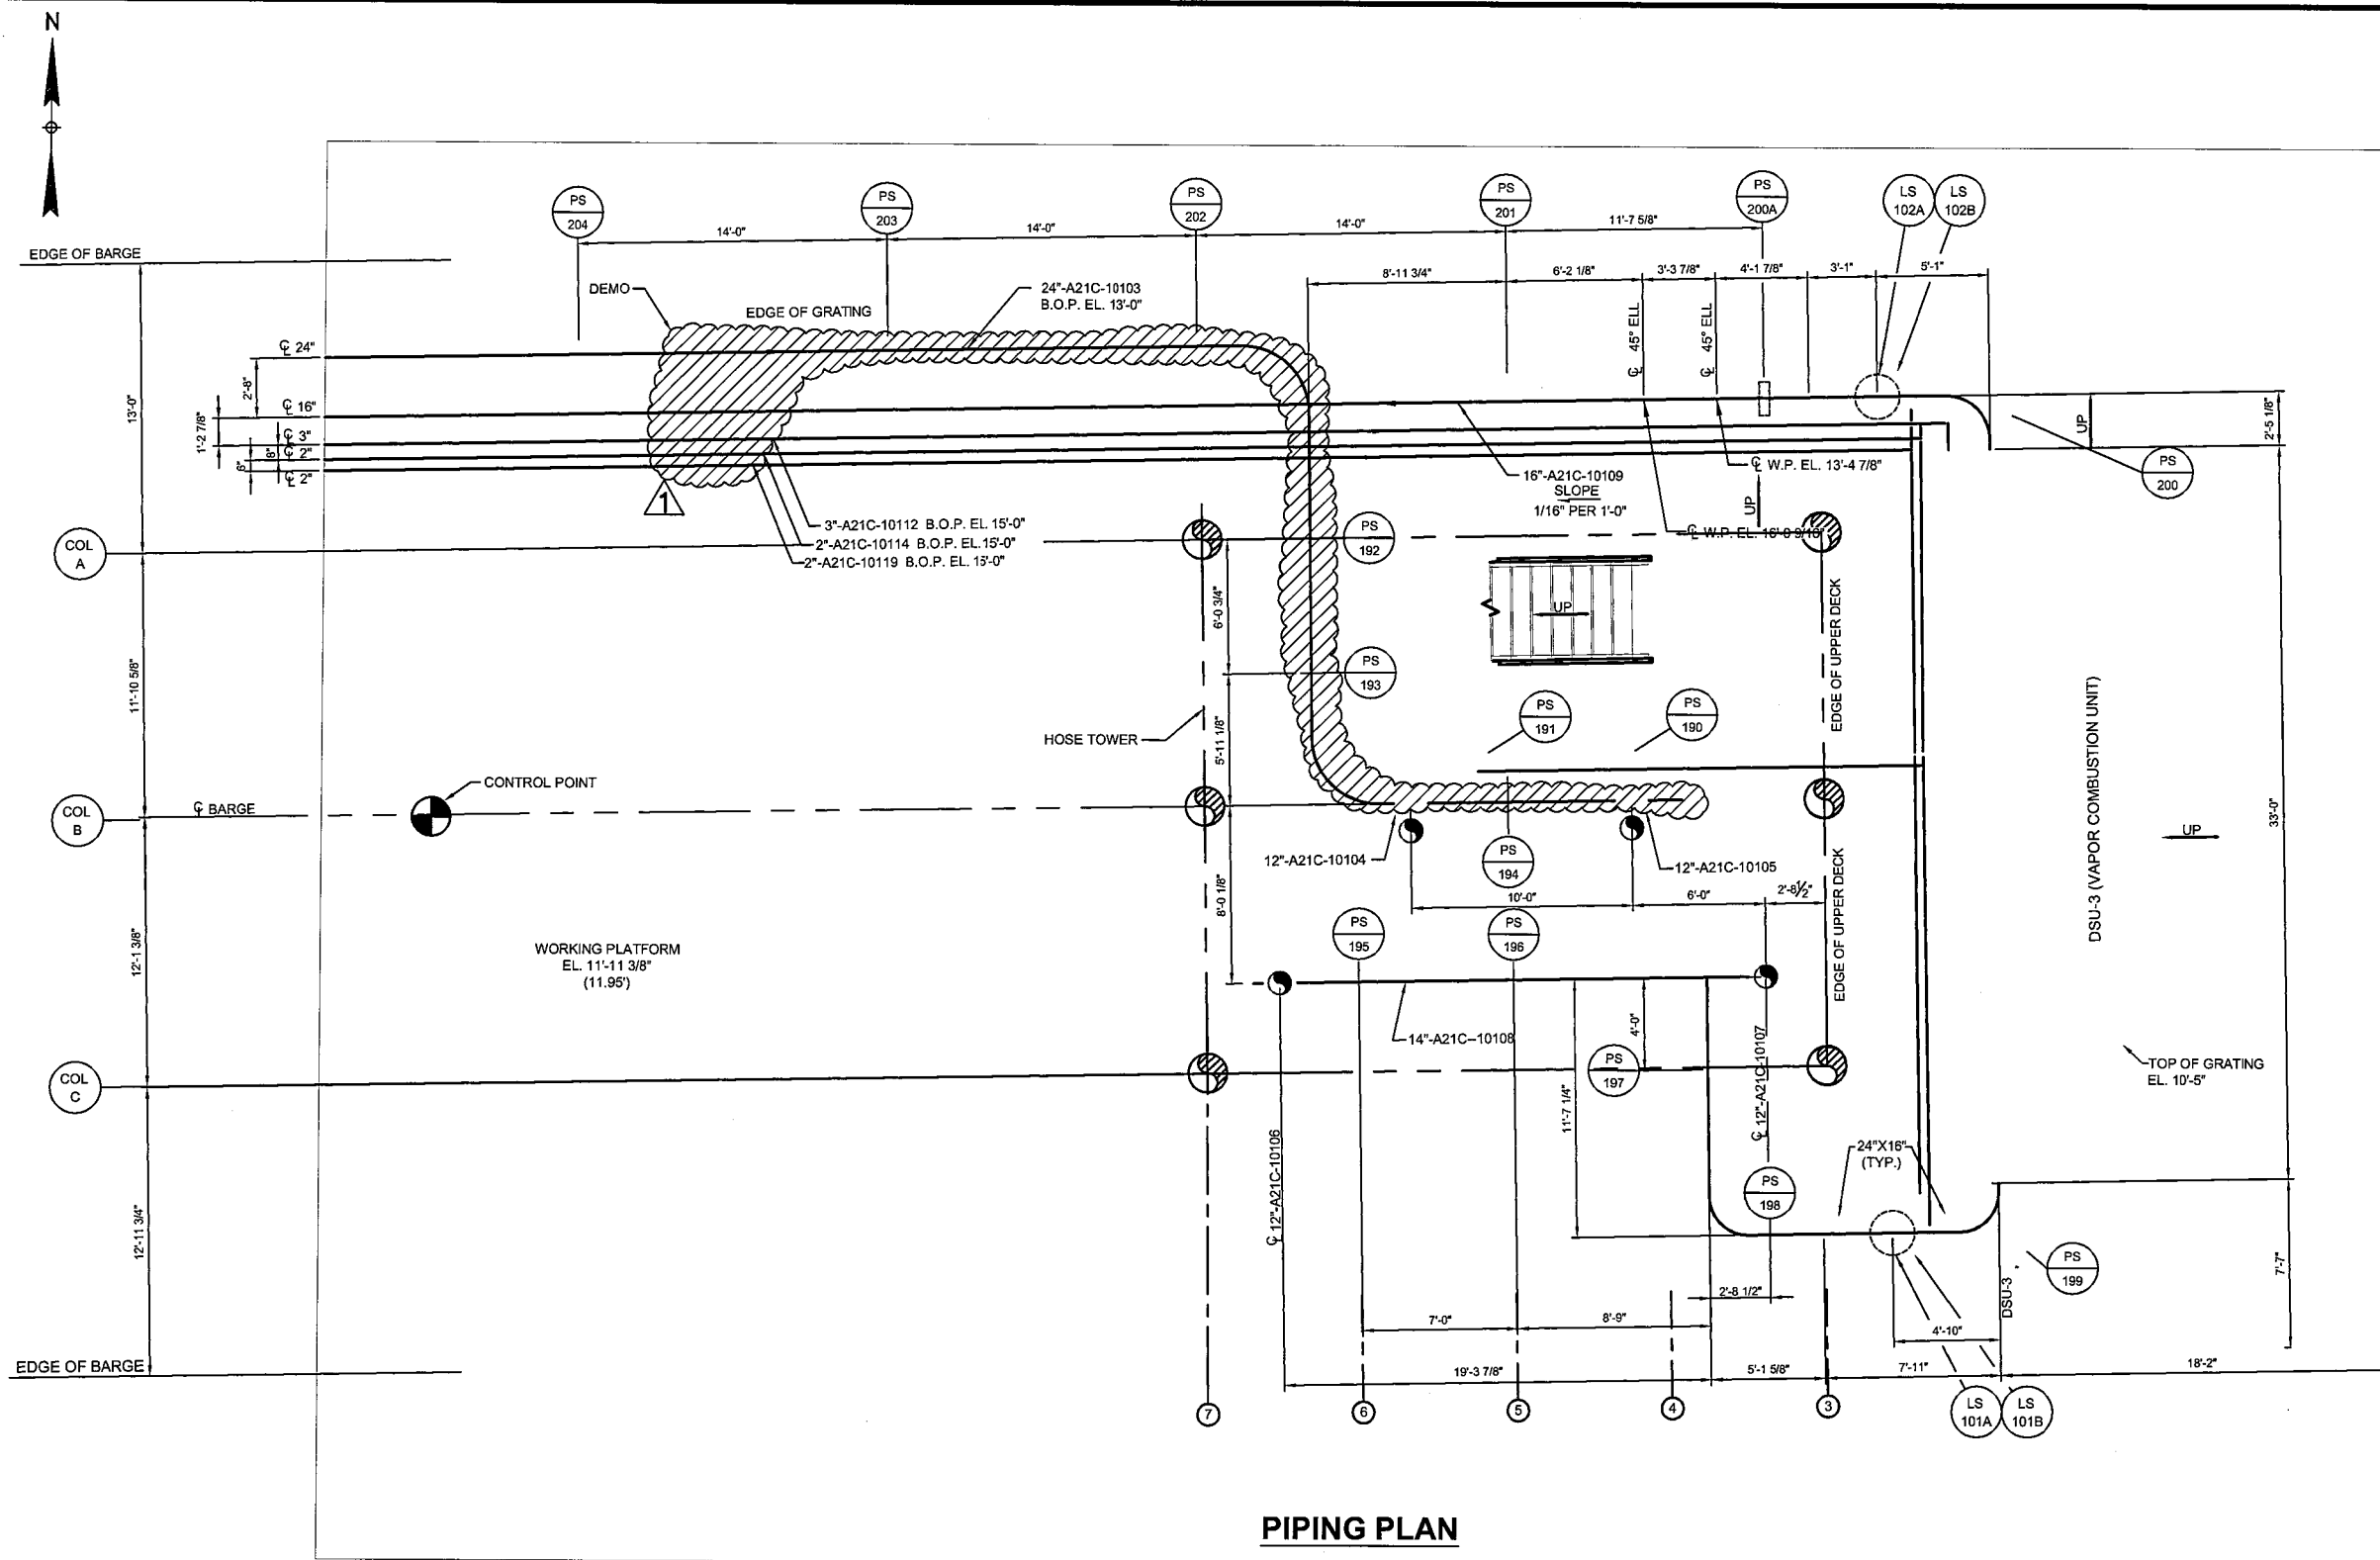 N
PS
204
PS
203
PS
202
PS
201
PS
200A
LS
102A
LS
102B
14'-0"
14'-0"
14'-0"
11'-7 5/8"
EDGE OF BARGE
8'-11 3/4"
6'-2 1/8"
3'-3 7/8"
4'-1 7/8"
3'-1"
5'-1"
DEMO
EDGE OF GRATING
24"-A21C-10103
B.O.P. EL. 13'-0"
℄ 45° ELL
℄ 45° ELL
℄ 24"
2'-8"
13'-0"
℄ 16"
1'-2 7/8"
℄ 3"
8"
℄ 2"
6"
℄ 2"
UP
2'-5 1/8"
℄ W.P. EL. 13'-4 7/8"
PS
200
1
16"-A21C-10109
SLOPE
1/16" PER 1'-0"
UP
3"-A21C-10112 B.O.P. EL. 15'-0"
2"-A21C-10114 B.O.P. EL. 15'-0"
2"-A21C-10119 B.O.P. EL. 15'-0"
COL
A
PS
192
℄ W.P. EL. 16'-8 9/16"
6'-0 3/4"
UP
EDGE OF UPPER DECK
11'-10 5/8"
PS
193
PS
191
PS
190
HOSE TOWER
5'-11 1/8"
DSU-3 (VAPOR COMBUSTION UNIT)
CONTROL POINT
COL
B
℄ BARGE
33'-0"
UP
12"-A21C-10104
PS
194
12"-A21C-10105
8'-0 1/8"
10'-0"
6'-0"
2'-8½"
EDGE OF UPPER DECK
PS
195
PS
196
12'-1 3/8"
WORKING PLATFORM
EL. 11'-11 3/8"
(11.95')
14"-A21C-10108
4'-0"
PS
197
COL
C
TOP OF GRATING
EL. 10'-5"
11'-7 1/4"
℄ 12"-A21C-10107
℄ 12"-A21C-10106
24"X16"
(TYP.)
PS
198
12'-11 3/4"
DSU-3
PS
199
7'-7"
2'-8 1/2"
7'-0"
8'-9"
4'-10"
EDGE OF BARGE
19'-3 7/8"
5'-1 5/8"
7'-11"
18'-2"
7
6
5
4
3
LS
101A
LS
101B
PIPING PLAN